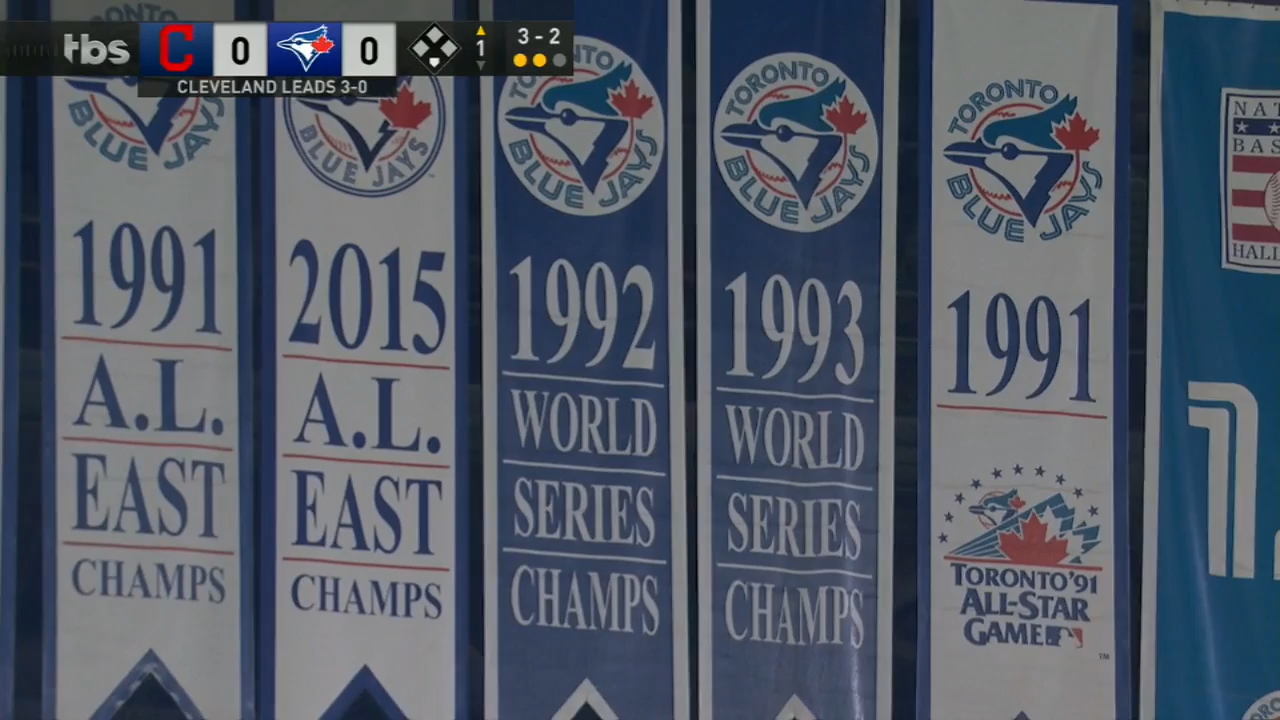 tbs C 0 0 1 3 - 2
CLEVELAND LEADS 3-0
TORONTO
BLUE JAYS
1991
A.L.
EAST
CHAMPS
BLUE JAYS
2015
A.L.
EAST
CHAMPS
TORONTO
BLUE JAYS
1992
WORLD
SERIES
CHAMPS
TORONTO
BLUE JAYS
1993
WORLD
SERIES
CHAMPS
TORONTO
BLUE JAYS
1991
TORONTO '91
ALL-STAR
GAME
TM